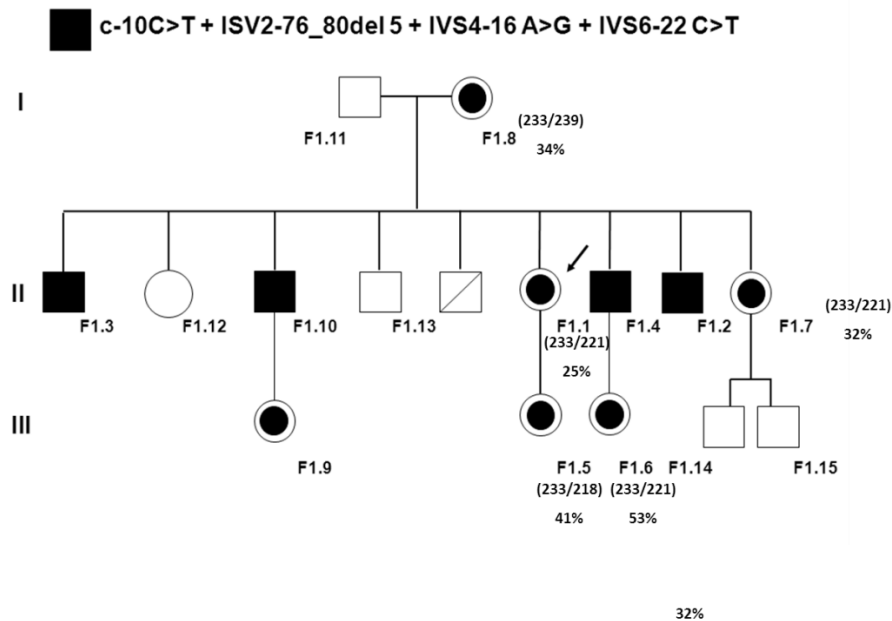 c-10C>T + ISV2-76_80del 5 + IVS4-16 A>G + IVS6-22 C>T
I
F1.11
F1.8
(233/239)
34%
II
F1.3
F1.12
F1.10
F1.13
F1.1
(233/221)
25%
F1.4
F1.2
F1.7
(233/221)
32%
III
F1.9
F1.5
(233/218)
41%
F1.6
(233/221)
53%
F1.14
F1.15
32%